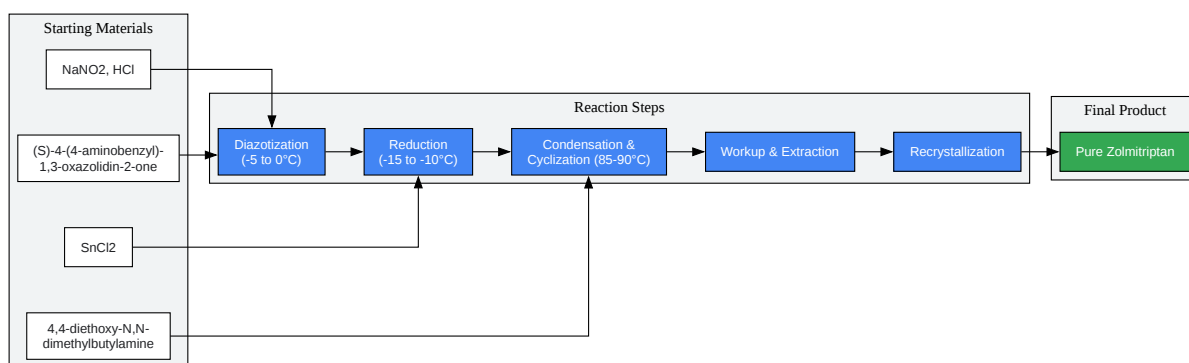 Starting Materials
NaNO2, HCl
(S)-4-(4-aminobenzyl)-
1,3-oxazolidin-2-one
SnCl2
4,4-diethoxy-N,N-
dimethylbutylamine
Reaction Steps
Diazotization
(-5 to 0°C)
Reduction
(-15 to -10°C)
Condensation &
Cyclization (85-90°C)
Workup & Extraction
Recrystallization
Final Product
Pure Zolmitriptan